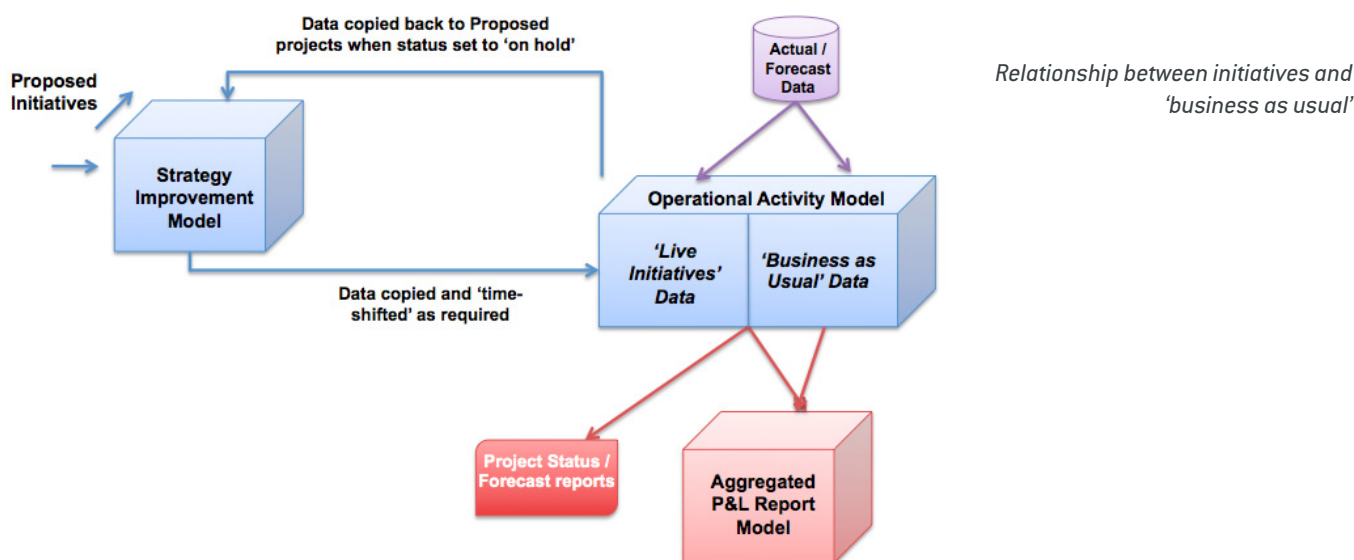 Data copied back to Proposed
projects when status set to ‘on hold’
Actual /
Forecast
Data
Relationship between initiatives and
‘business as usual’
Proposed
Initiatives
Strategy
Improvement
Model
Operational Activity Model
‘Live
Initiatives’
Data
‘Business as
Usual’ Data
Data copied and ‘time-
shifted’ as required
Project Status /
Forecast reports
Aggregated
P&L Report
Model